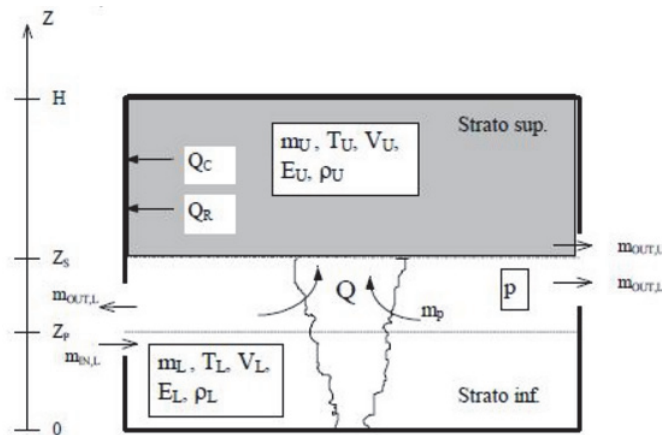 Z
H
Strato sup.
m_U , T_U, V_U,
E_U, ρ_U
Q_C
Q_R
m_OUT,L
Z_S
m_OUT,L
m_OUT,L
Q
p
m_p
Z_P
m_IN,L
m_L , T_L, V_L,
E_L, ρ_L
Strato inf.
0